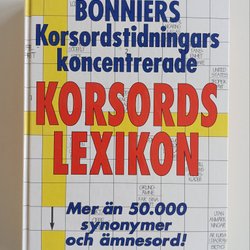 BONNIERS
Korsordstidningars
koncentrerade
KORSORDS
LEXIKON
Mer än 50.000
synonymer
och ämnesord!